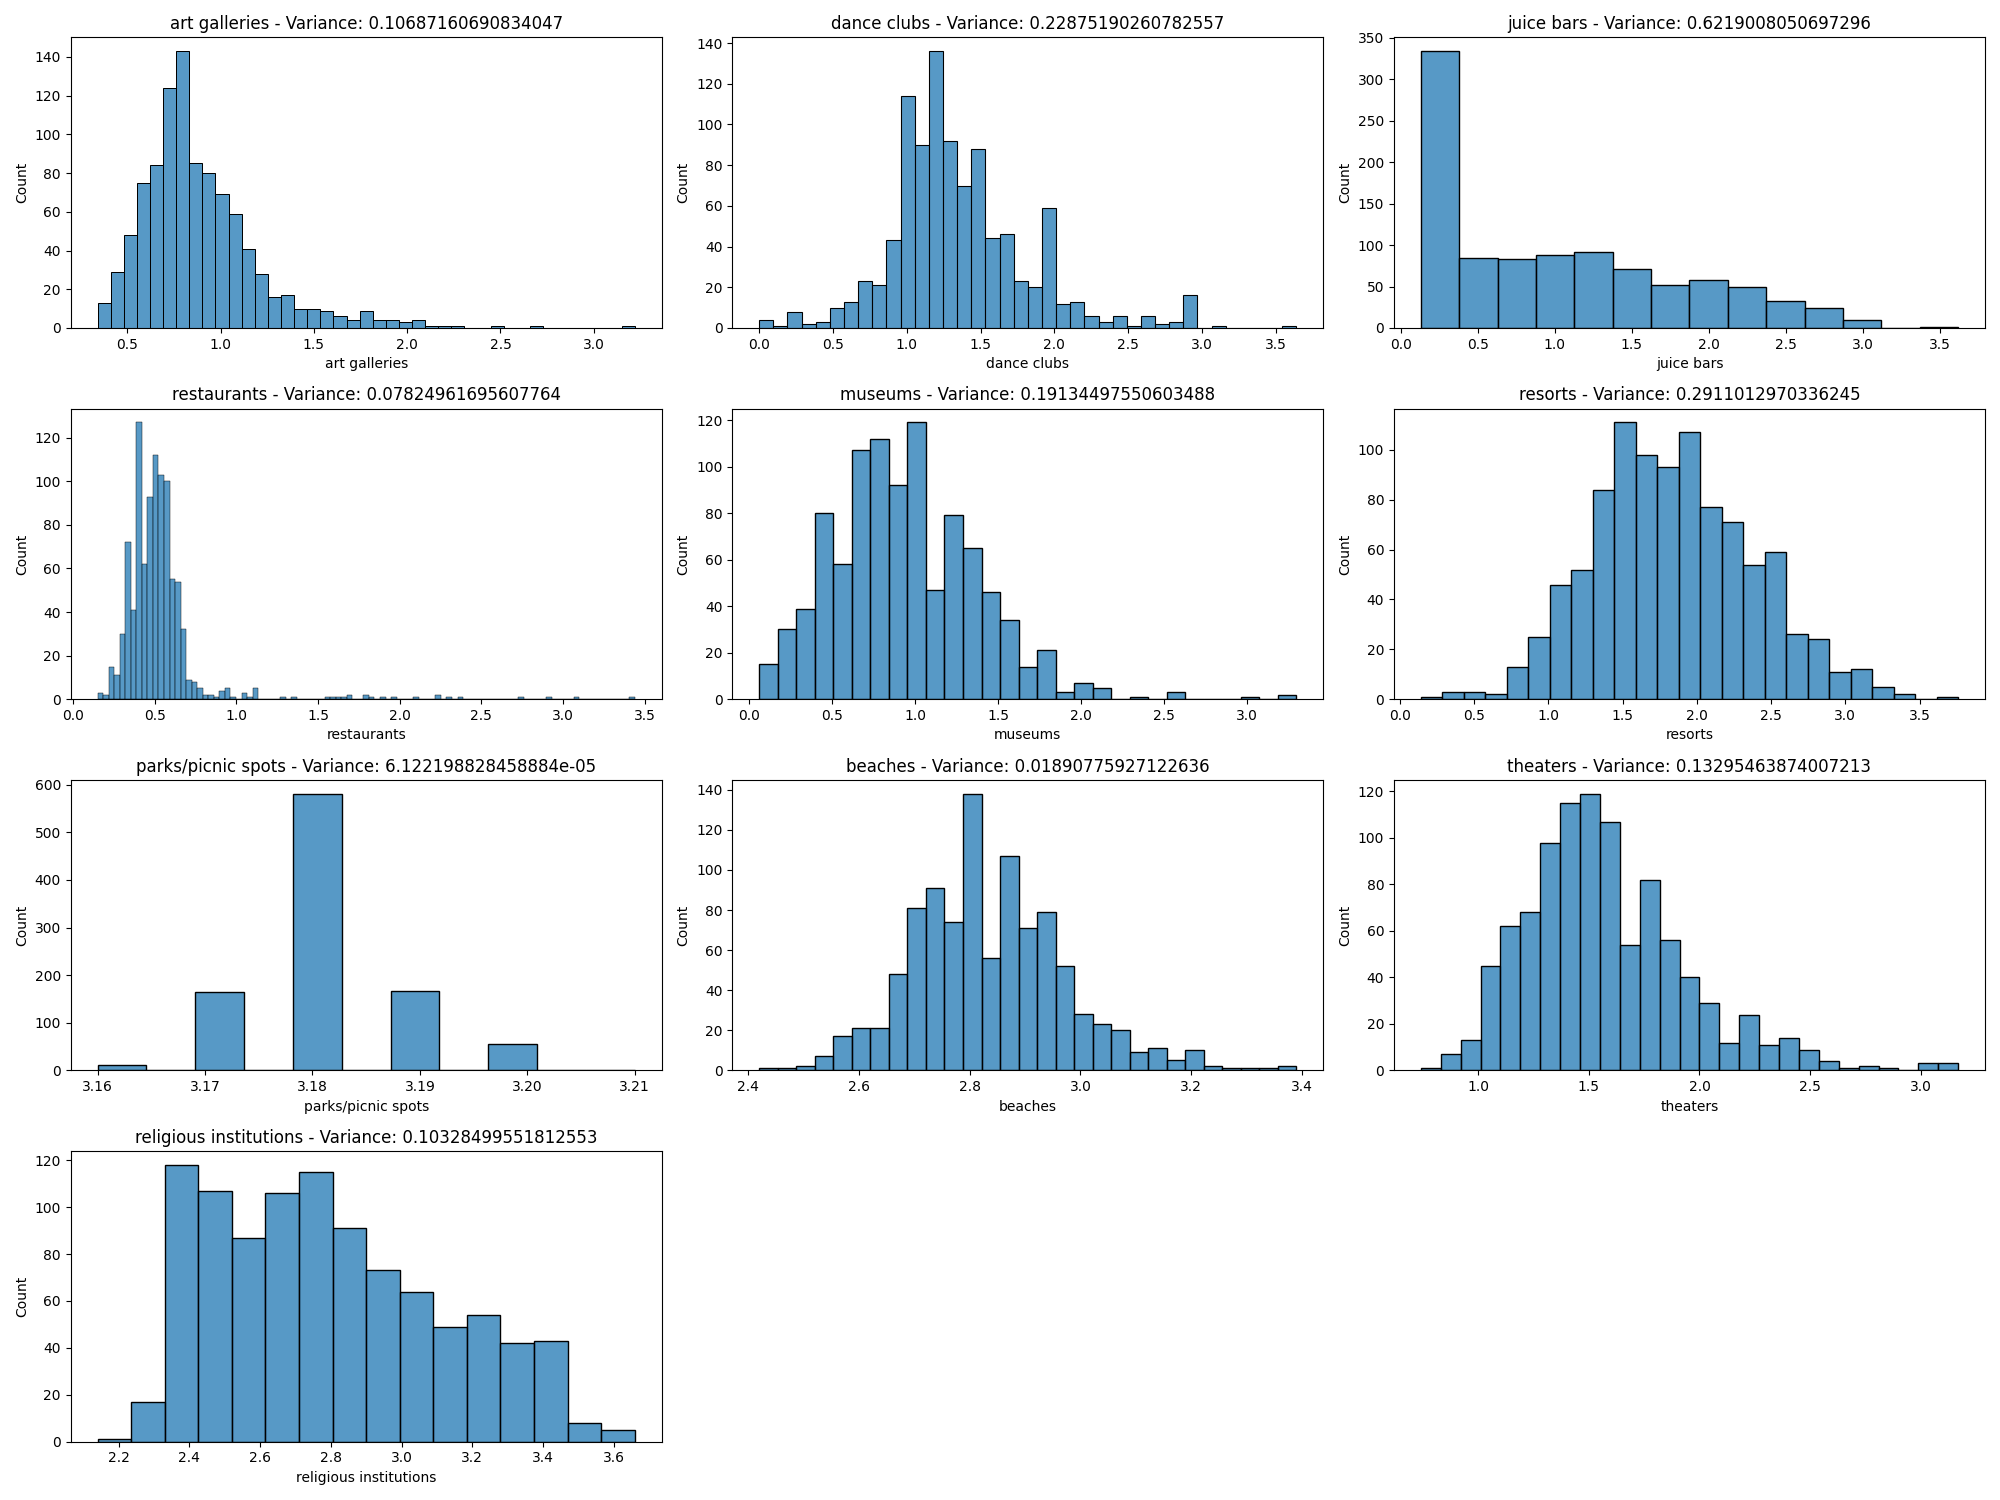 art galleries - Variance: 0.10687160690834047
140
120
100
80
60
40
20
0
Count
0.5 1.0 1.5 2.0 2.5 3.0
art galleries
dance clubs - Variance: 0.22875190260782557
140
120
100
80
60
40
20
0
Count
0.0 0.5 1.0 1.5 2.0 2.5 3.0 3.5
dance clubs
juice bars - Variance: 0.6219008050697296
350
300
250
200
150
100
50
0
Count
0.0 0.5 1.0 1.5 2.0 2.5 3.0 3.5
juice bars
restaurants - Variance: 0.07824961695607764
120
100
80
60
40
20
0
Count
0.0 0.5 1.0 1.5 2.0 2.5 3.0 3.5
restaurants
museums - Variance: 0.19134497550603488
120
100
80
60
40
20
0
Count
0.0 0.5 1.0 1.5 2.0 2.5 3.0
museums
resorts - Variance: 0.2911012970336245
100
80
60
40
20
0
Count
0.0 0.5 1.0 1.5 2.0 2.5 3.0 3.5
resorts
parks/picnic spots - Variance: 6.122198828458884e-05
600
500
400
300
200
100
0
Count
3.16 3.17 3.18 3.19 3.20 3.21
parks/picnic spots
beaches - Variance: 0.01890775927122636
140
120
100
80
60
40
20
0
Count
2.4 2.6 2.8 3.0 3.2 3.4
beaches
theaters - Variance: 0.13295463874007213
120
100
80
60
40
20
0
Count
1.0 1.5 2.0 2.5 3.0
theaters
religious institutions - Variance: 0.10328499551812553
120
100
80
60
40
20
0
Count
2.2 2.4 2.6 2.8 3.0 3.2 3.4 3.6
religious institutions